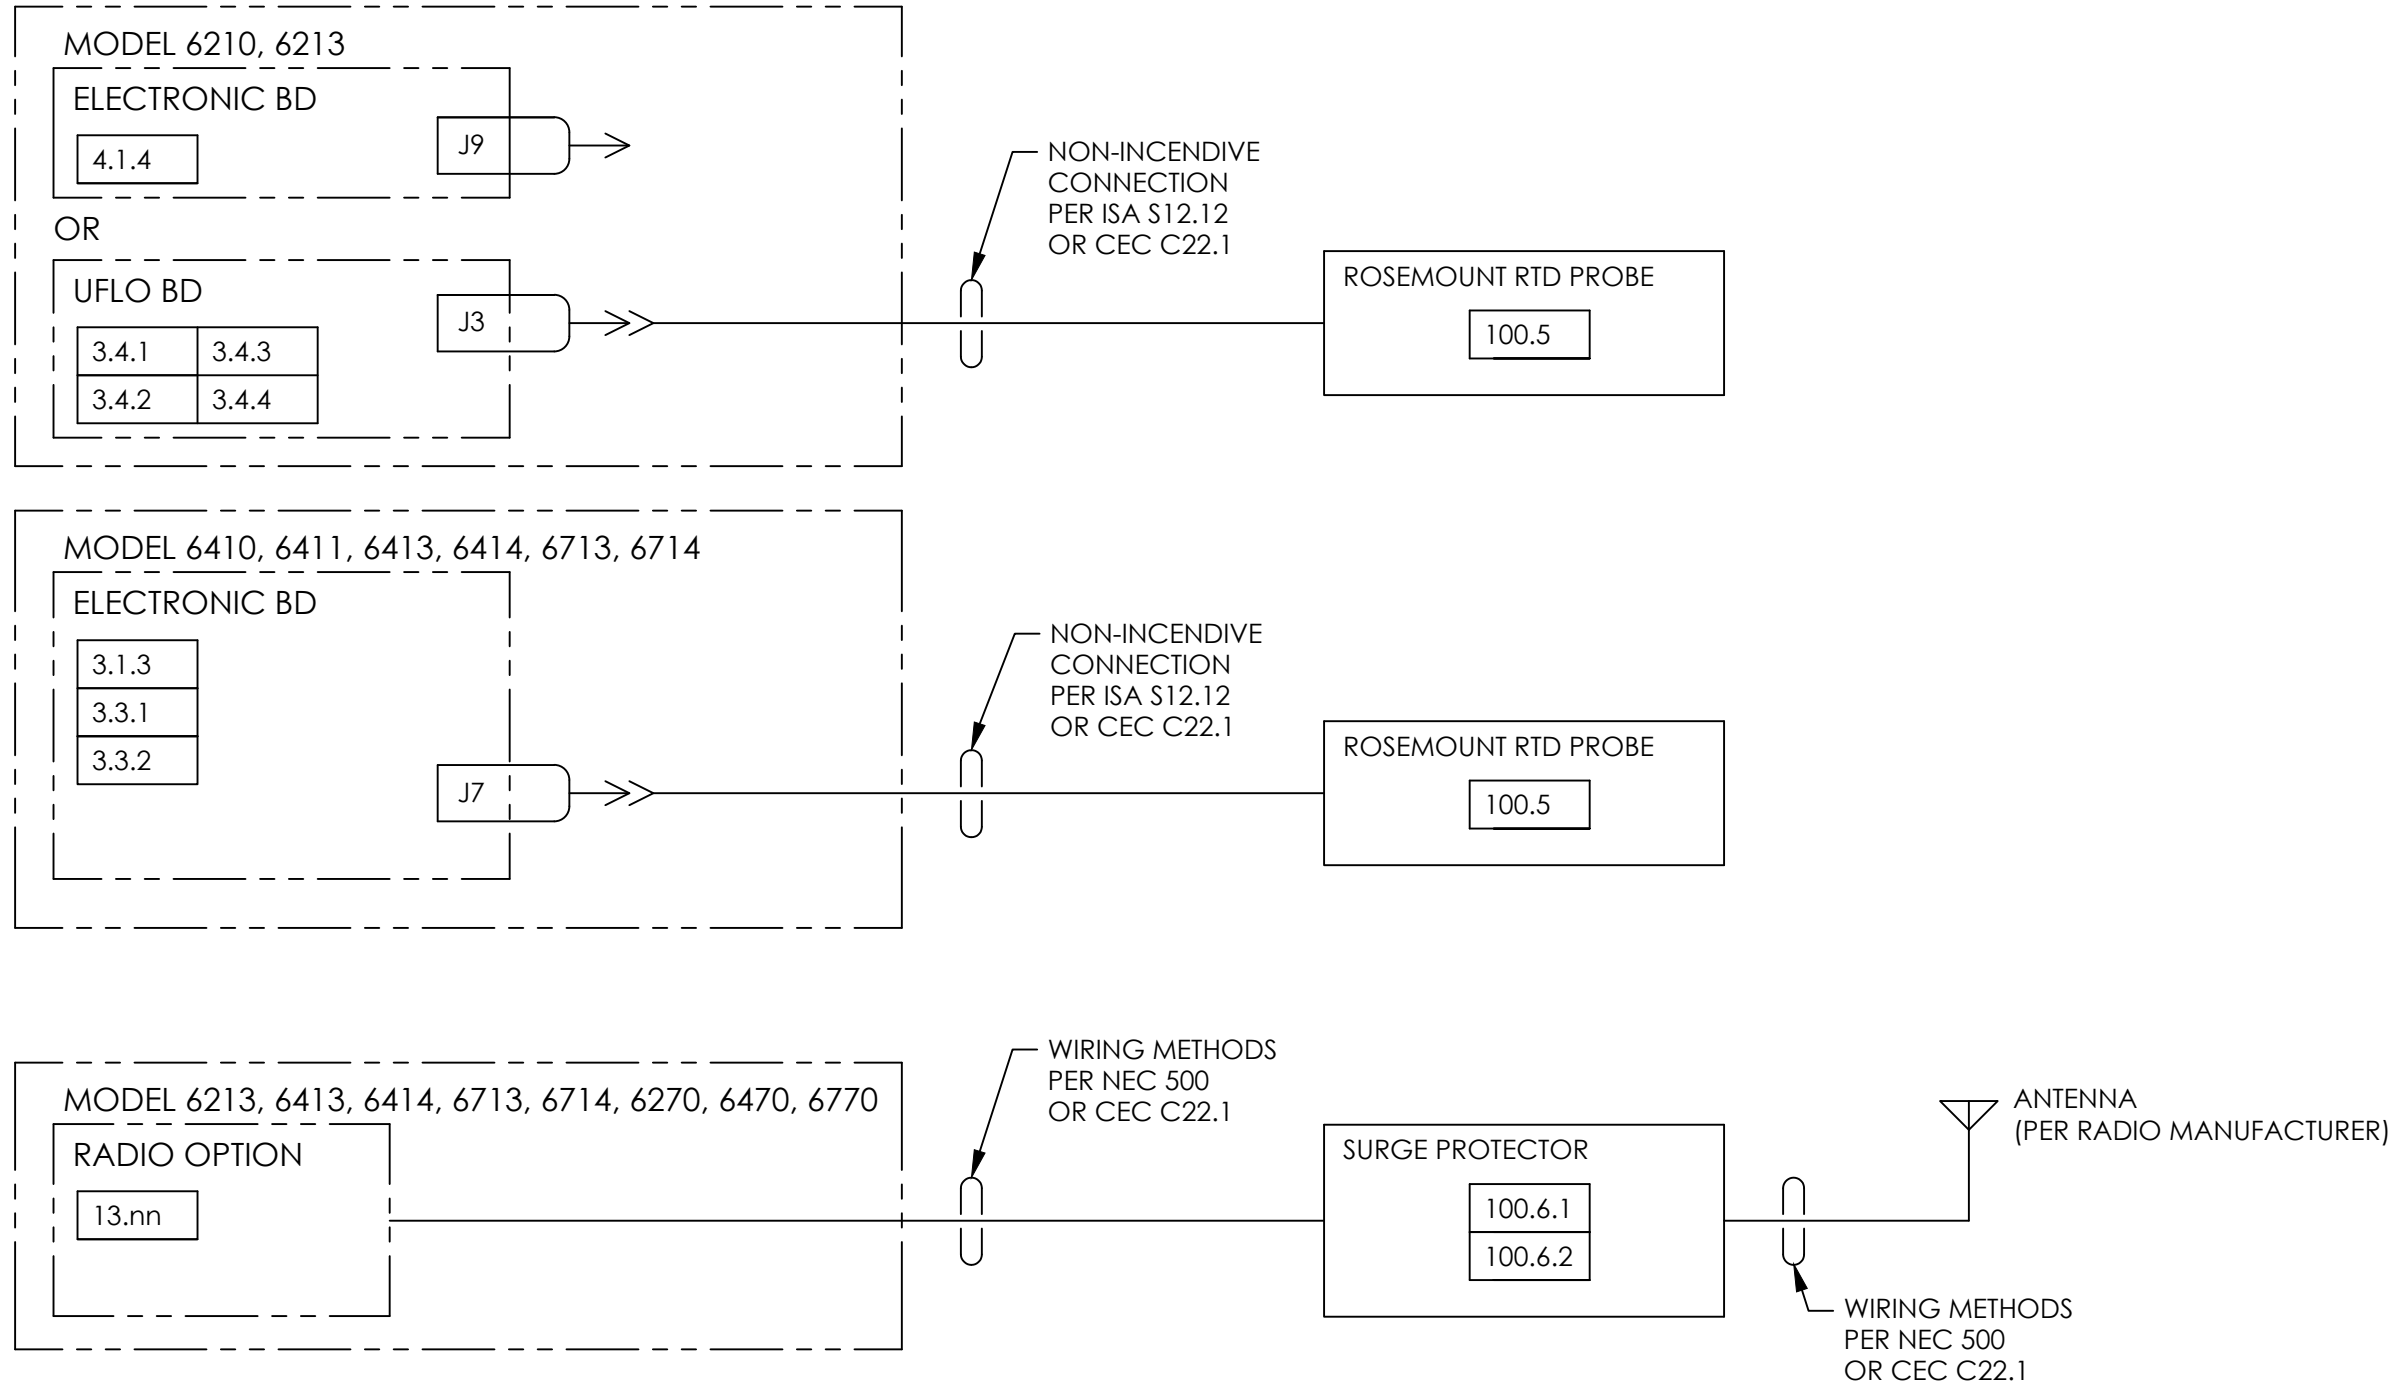 MODEL 6210, 6213
ELECTRONIC BD
4.1.4
J9
OR
UFLO BD
3.4.1 3.4.3
3.4.2 3.4.4
J3
NON-INCENDIVE
CONNECTION
PER ISA S12.12
OR CEC C22.1
ROSEMOUNT RTD PROBE
100.5
MODEL 6410, 6411, 6413, 6414, 6713, 6714
ELECTRONIC BD
3.1.3
3.3.1
3.3.2
J7
NON-INCENDIVE
CONNECTION
PER ISA S12.12
OR CEC C22.1
ROSEMOUNT RTD PROBE
100.5
MODEL 6213, 6413, 6414, 6713, 6714, 6270, 6470, 6770
RADIO OPTION
13.nn
WIRING METHODS
PER NEC 500
OR CEC C22.1
SURGE PROTECTOR
100.6.1
100.6.2
ANTENNA
(PER RADIO MANUFACTURER)
WIRING METHODS
PER NEC 500
OR CEC C22.1